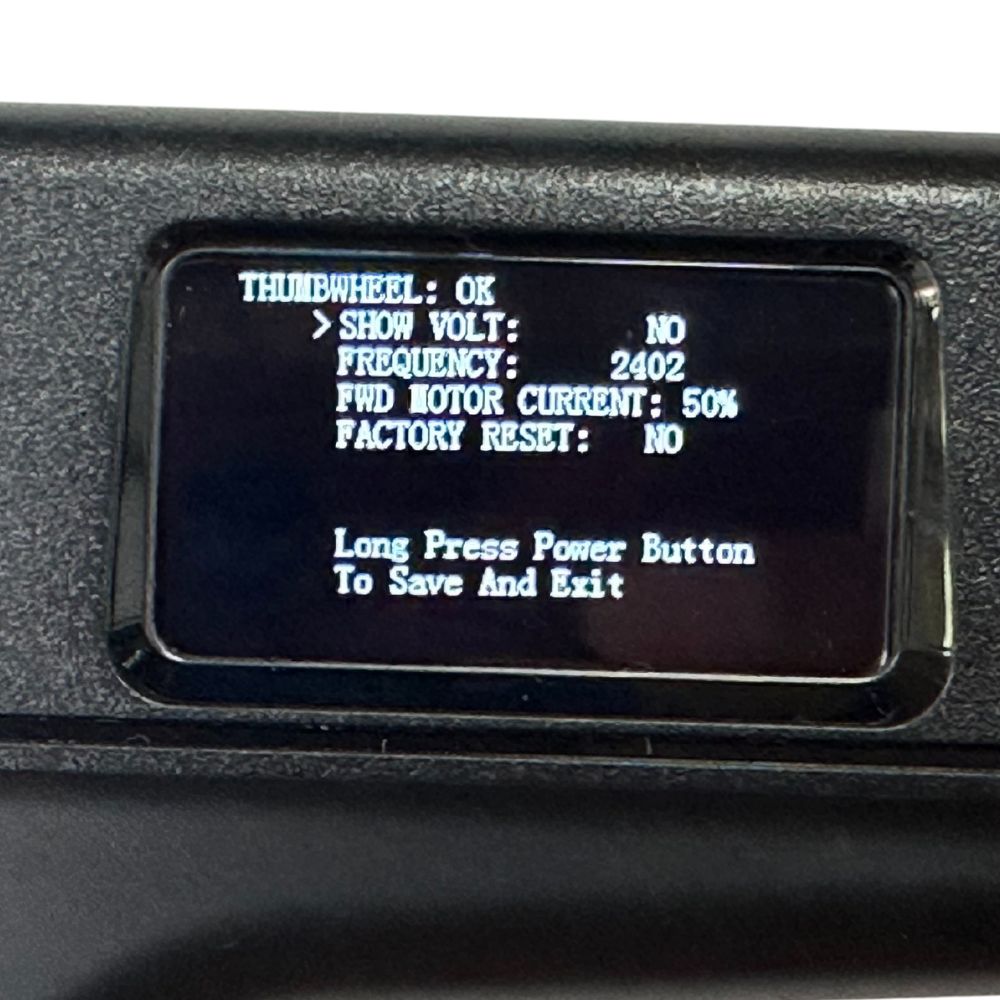 THUMBWHEEL: OK
>SHOW VOLT: NO
FREQUENCY: 2402
FWD MOTOR CURRENT: 50%
FACTORY RESET: NO
Long Press Power Button
To Save And Exit